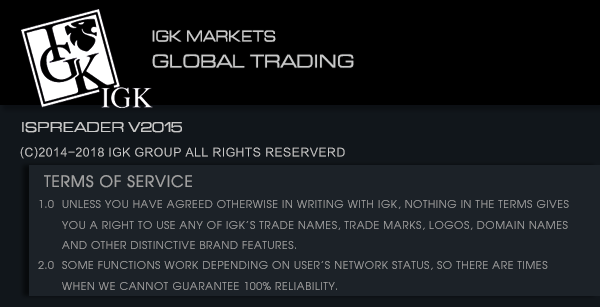 IGK
IGK
IGK MARKETS
GLOBAL TRADING
ISPREADER V2015
(C)2014-2018 IGK GROUP ALL RIGHTS RESERVERD
TERMS OF SERVICE
1.0 UNLESS YOU HAVE AGREED OTHERWISE IN WRITING WITH IGK, NOTHING IN THE TERMS GIVES
YOU A RIGHT TO USE ANY OF IGK'S TRADE NAMES, TRADE MARKS, LOGOS, DOMAIN NAMES
AND OTHER DISTINCTIVE BRAND FEATURES.
2.0 SOME FUNCTIONS WORK DEPENDING ON USER'S NETWORK STATUS, SO THERE ARE TIMES
WHEN WE CANNOT GUARANTEE 100% RELIABILITY.